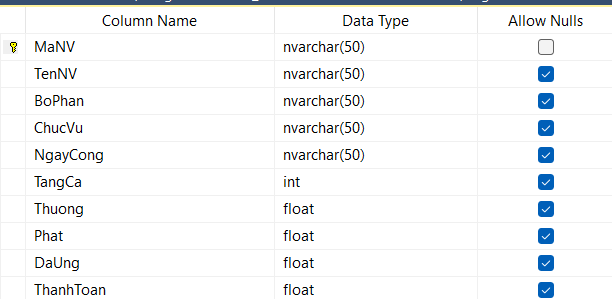 Column Name Data Type Allow Nulls
MaNV nvarchar(50)
TenNV nvarchar(50)
BoPhan nvarchar(50)
ChucVu nvarchar(50)
NgayCong nvarchar(50)
TangCa int
Thuong float
Phat float
DaUng float
ThanhToan float